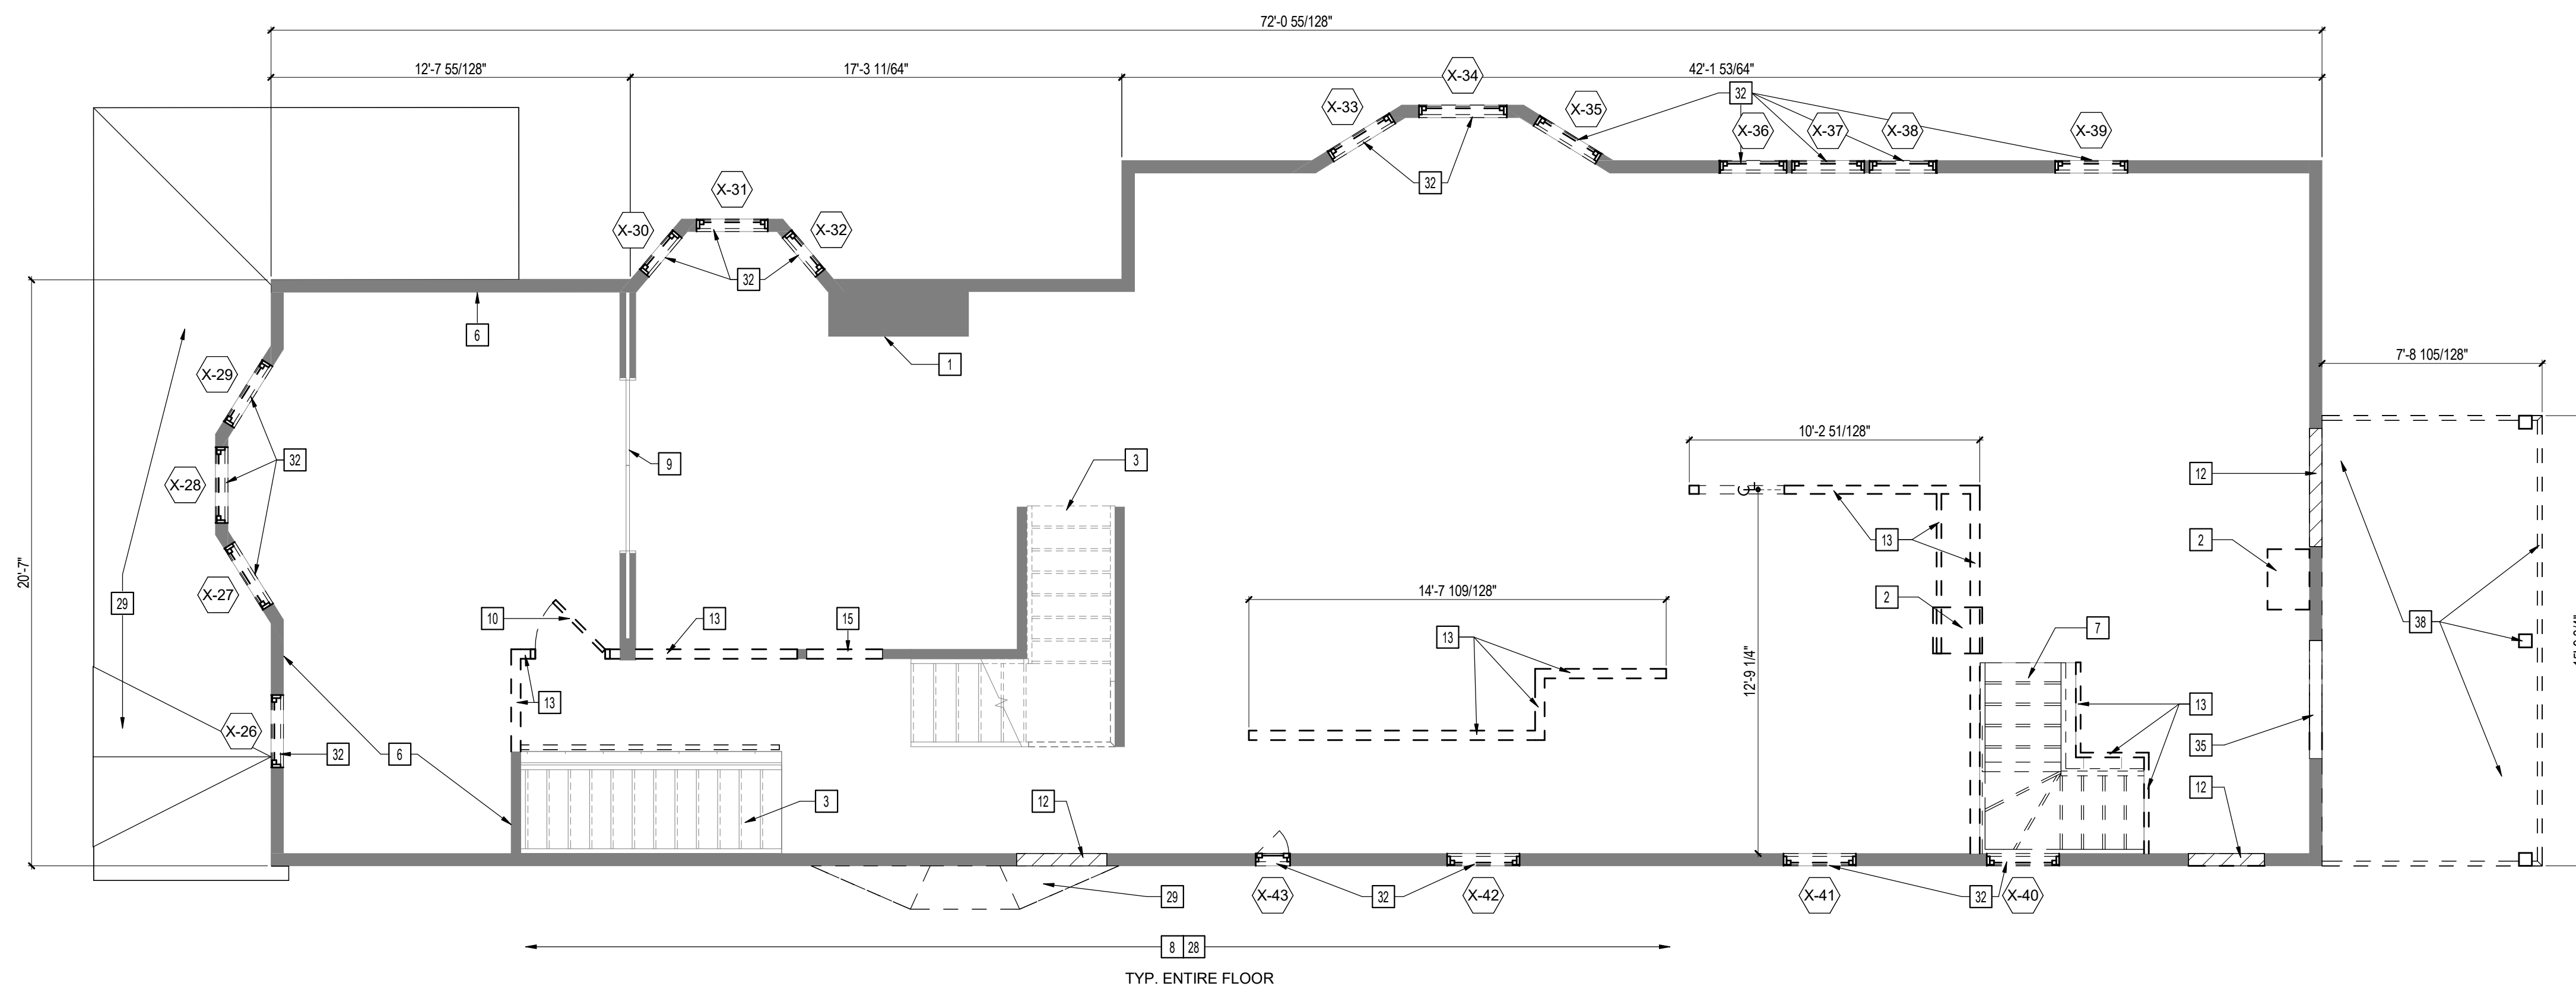 72'-0 55/128"
12'-7 55/128"
17'-3 11/64"
42'-1 53/64"
X-34
32
X-33
X-35
X-36
X-37
X-38
X-39
32
X-31
X-30
X-32
32
6
1
7'-8 105/128"
X-29
10'-2 51/128"
32
9
3
12
X-28
13
2
20'-7"
29
X-27
14'-7 109/128"
2
10
13
15
13
7
38
12'-9 1/4"
13
13
X-26
32
6
35
3
12
12
29
X-43
32
X-42
X-41
32
X-40
8 28
TYP. ENTIRE FLOOR